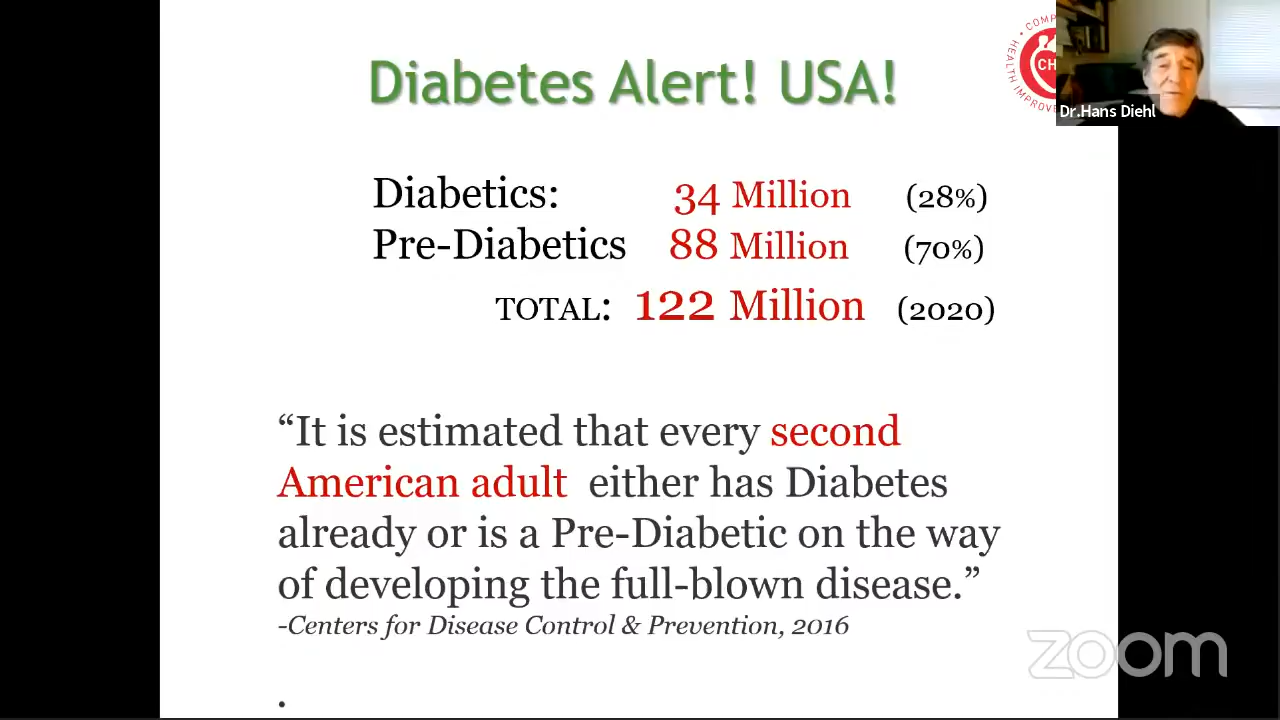 Diabetes Alert! USA!
Diabetics: 34 Million (28%)
Pre-Diabetics 88 Million (70%)
TOTAL: 122 Million (2020)
“It is estimated that every second
American adult either has Diabetes
already or is a Pre-Diabetic on the way
of developing the full-blown disease.”
-Centers for Disease Control & Prevention, 2016
.
HEALTH
Dr.Hans Diehl
zoom